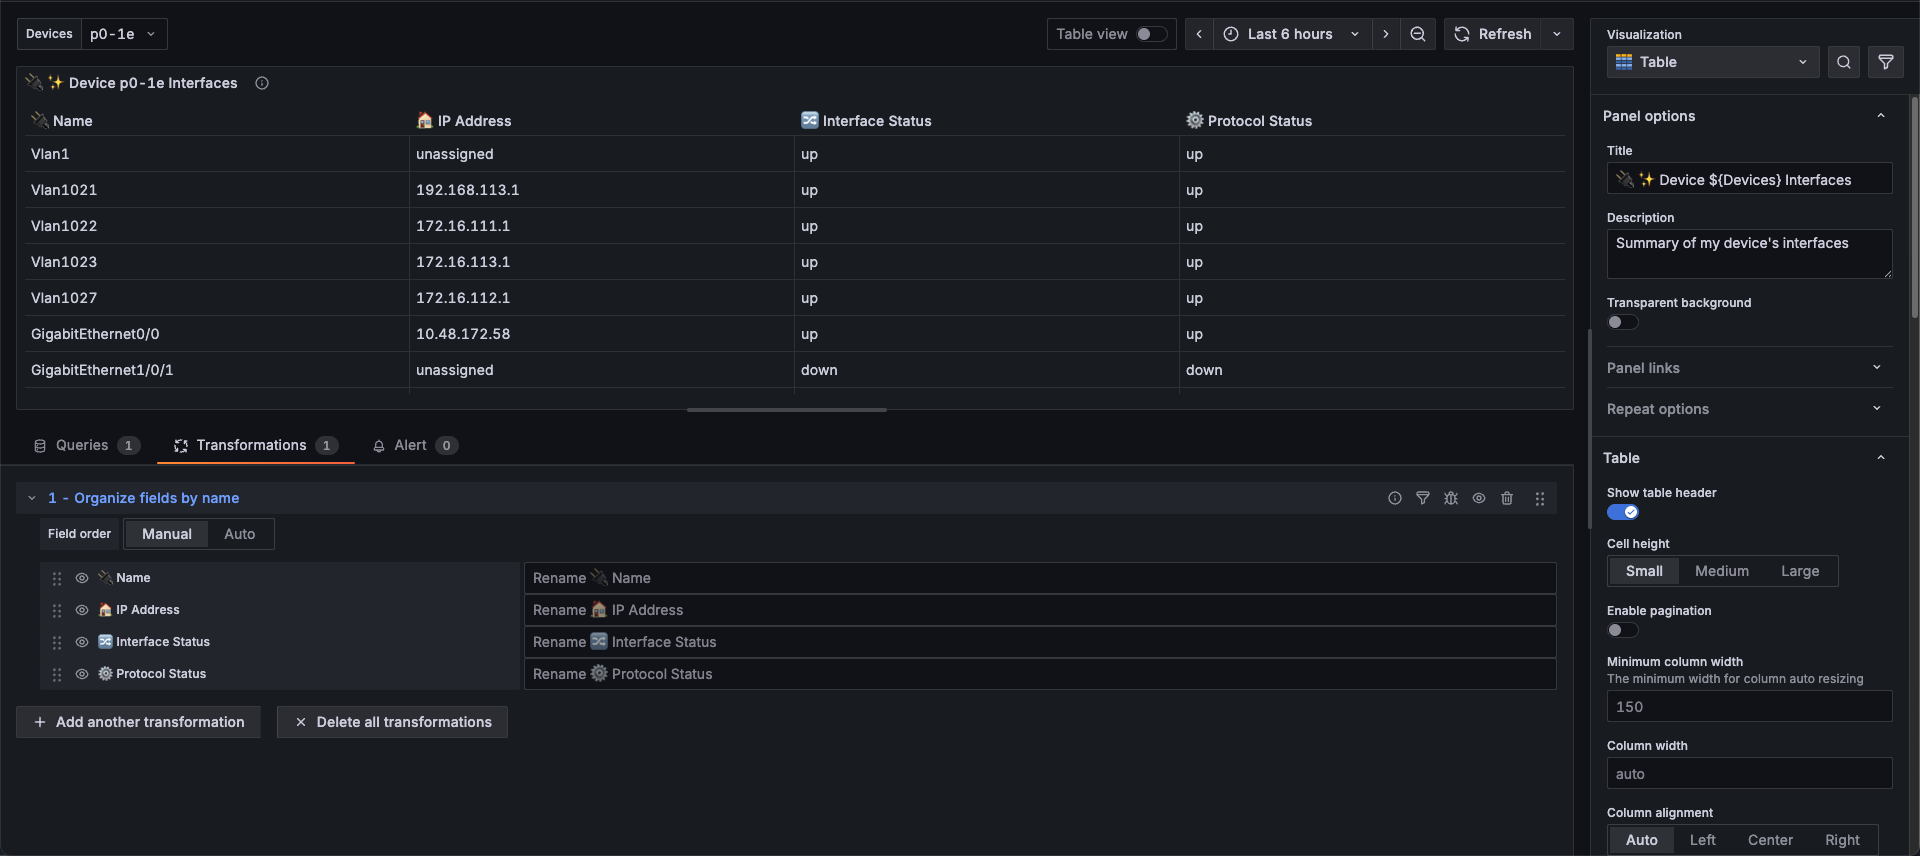 Devices p0-1e
Table view Last 6 hours Refresh
Device p0-1e Interfaces
Name IP Address Interface Status Protocol Status
Vlan1 unassigned up up
Vlan1021 192.168.113.1 up up
Vlan1022 172.16.111.1 up up
Vlan1023 172.16.113.1 up up
Vlan1027 172.16.112.1 up up
GigabitEthernet0/0 10.48.172.58 up up
GigabitEthernet1/0/1 unassigned down down
Queries 1 Transformations 1 Alert 0
1 - Organize fields by name
Field order Manual Auto
Name Rename Name
IP Address Rename IP Address
Interface Status Rename Interface Status
Protocol Status Rename Protocol Status
Add another transformation Delete all transformations
Visualization
Table
Panel options
Title
Device ${Devices} Interfaces
Description
Summary of my device's interfaces
Transparent background
Panel links
Repeat options
Table
Show table header
Cell height
Small Medium Large
Enable pagination
Minimum column width
The minimum width for column auto resizing
150
Column width
auto
Column alignment
Auto Left Center Right